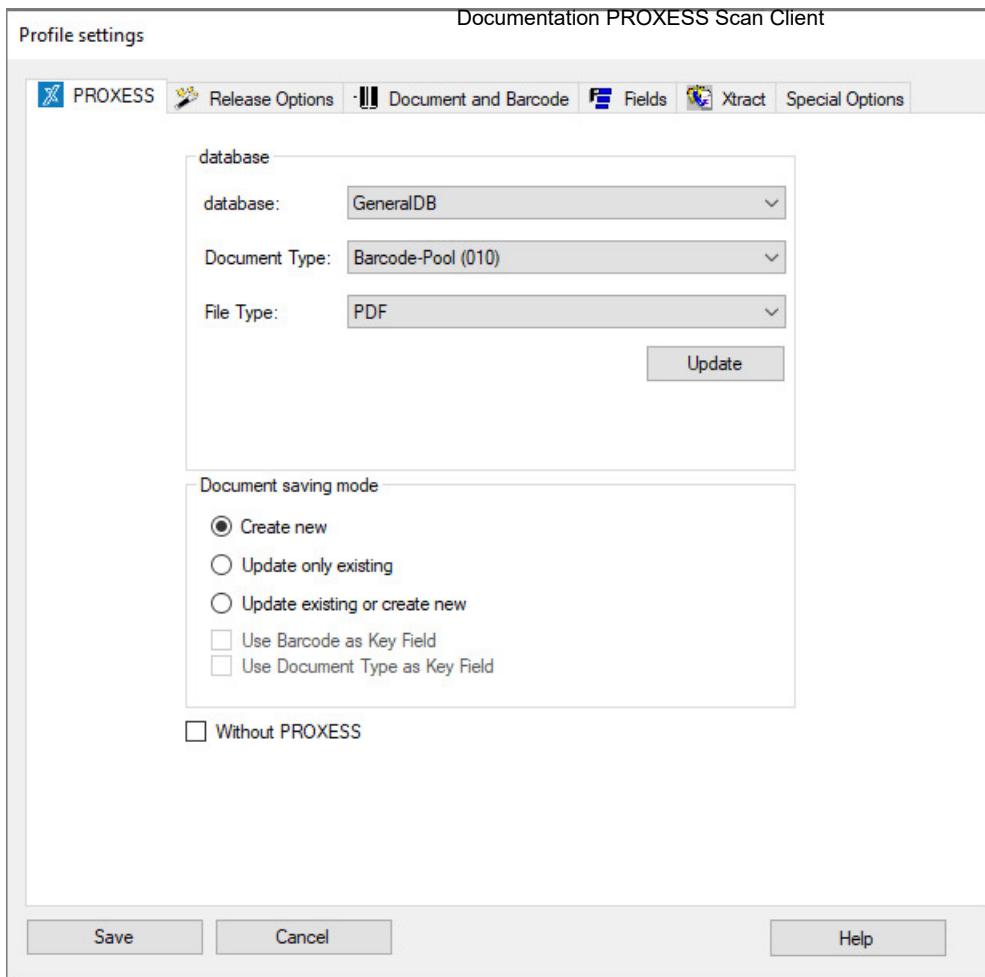 Documentation PROXESS Scan Client
Profile settings
PROXESS Release Options Document and Barcode Fields Xtract Special Options
database
database: GeneralDB
Document Type: Barcode-Pool (010)
File Type: PDF
Update
Document saving mode
Create new
Update only existing
Update existing or create new
Use Barcode as Key Field
Use Document Type as Key Field
Without PROXESS
Save Cancel Help